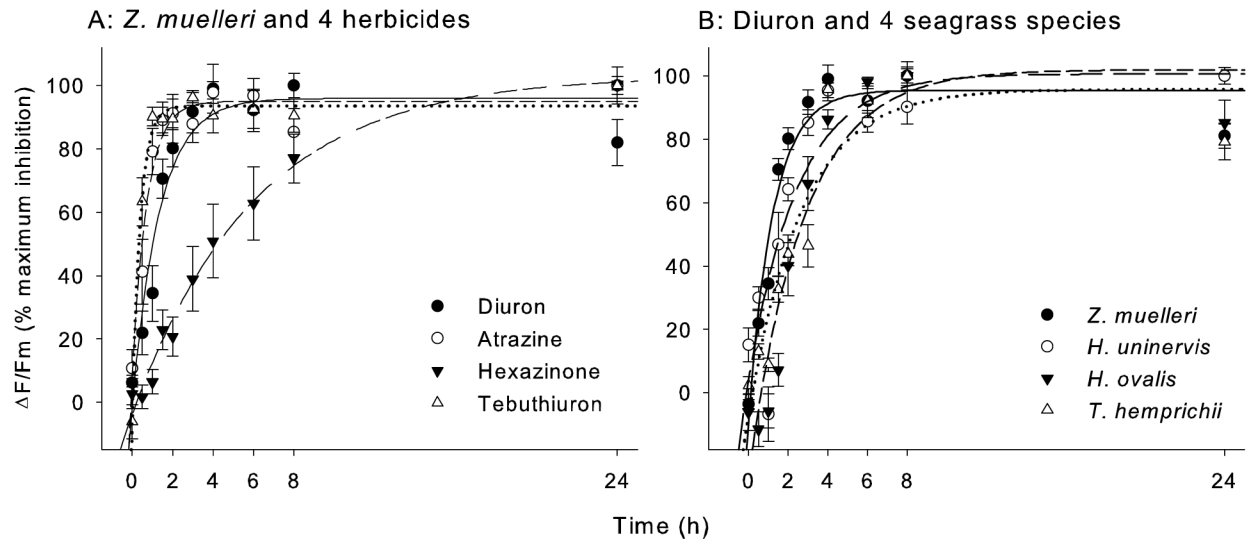 A: Z. muelleri and 4 herbicides
B: Diuron and 4 seagrass species
ΔF/Fm (% maximum inhibition)
100
80
60
40
20
0
Diuron
Atrazine
Hexazinone
Tebuthiuron
0 2 4 6 8 24
100
80
60
40
20
0
Z. muelleri
H. uninervis
H. ovalis
T. hemprichii
0 2 4 6 8 24
Time (h)